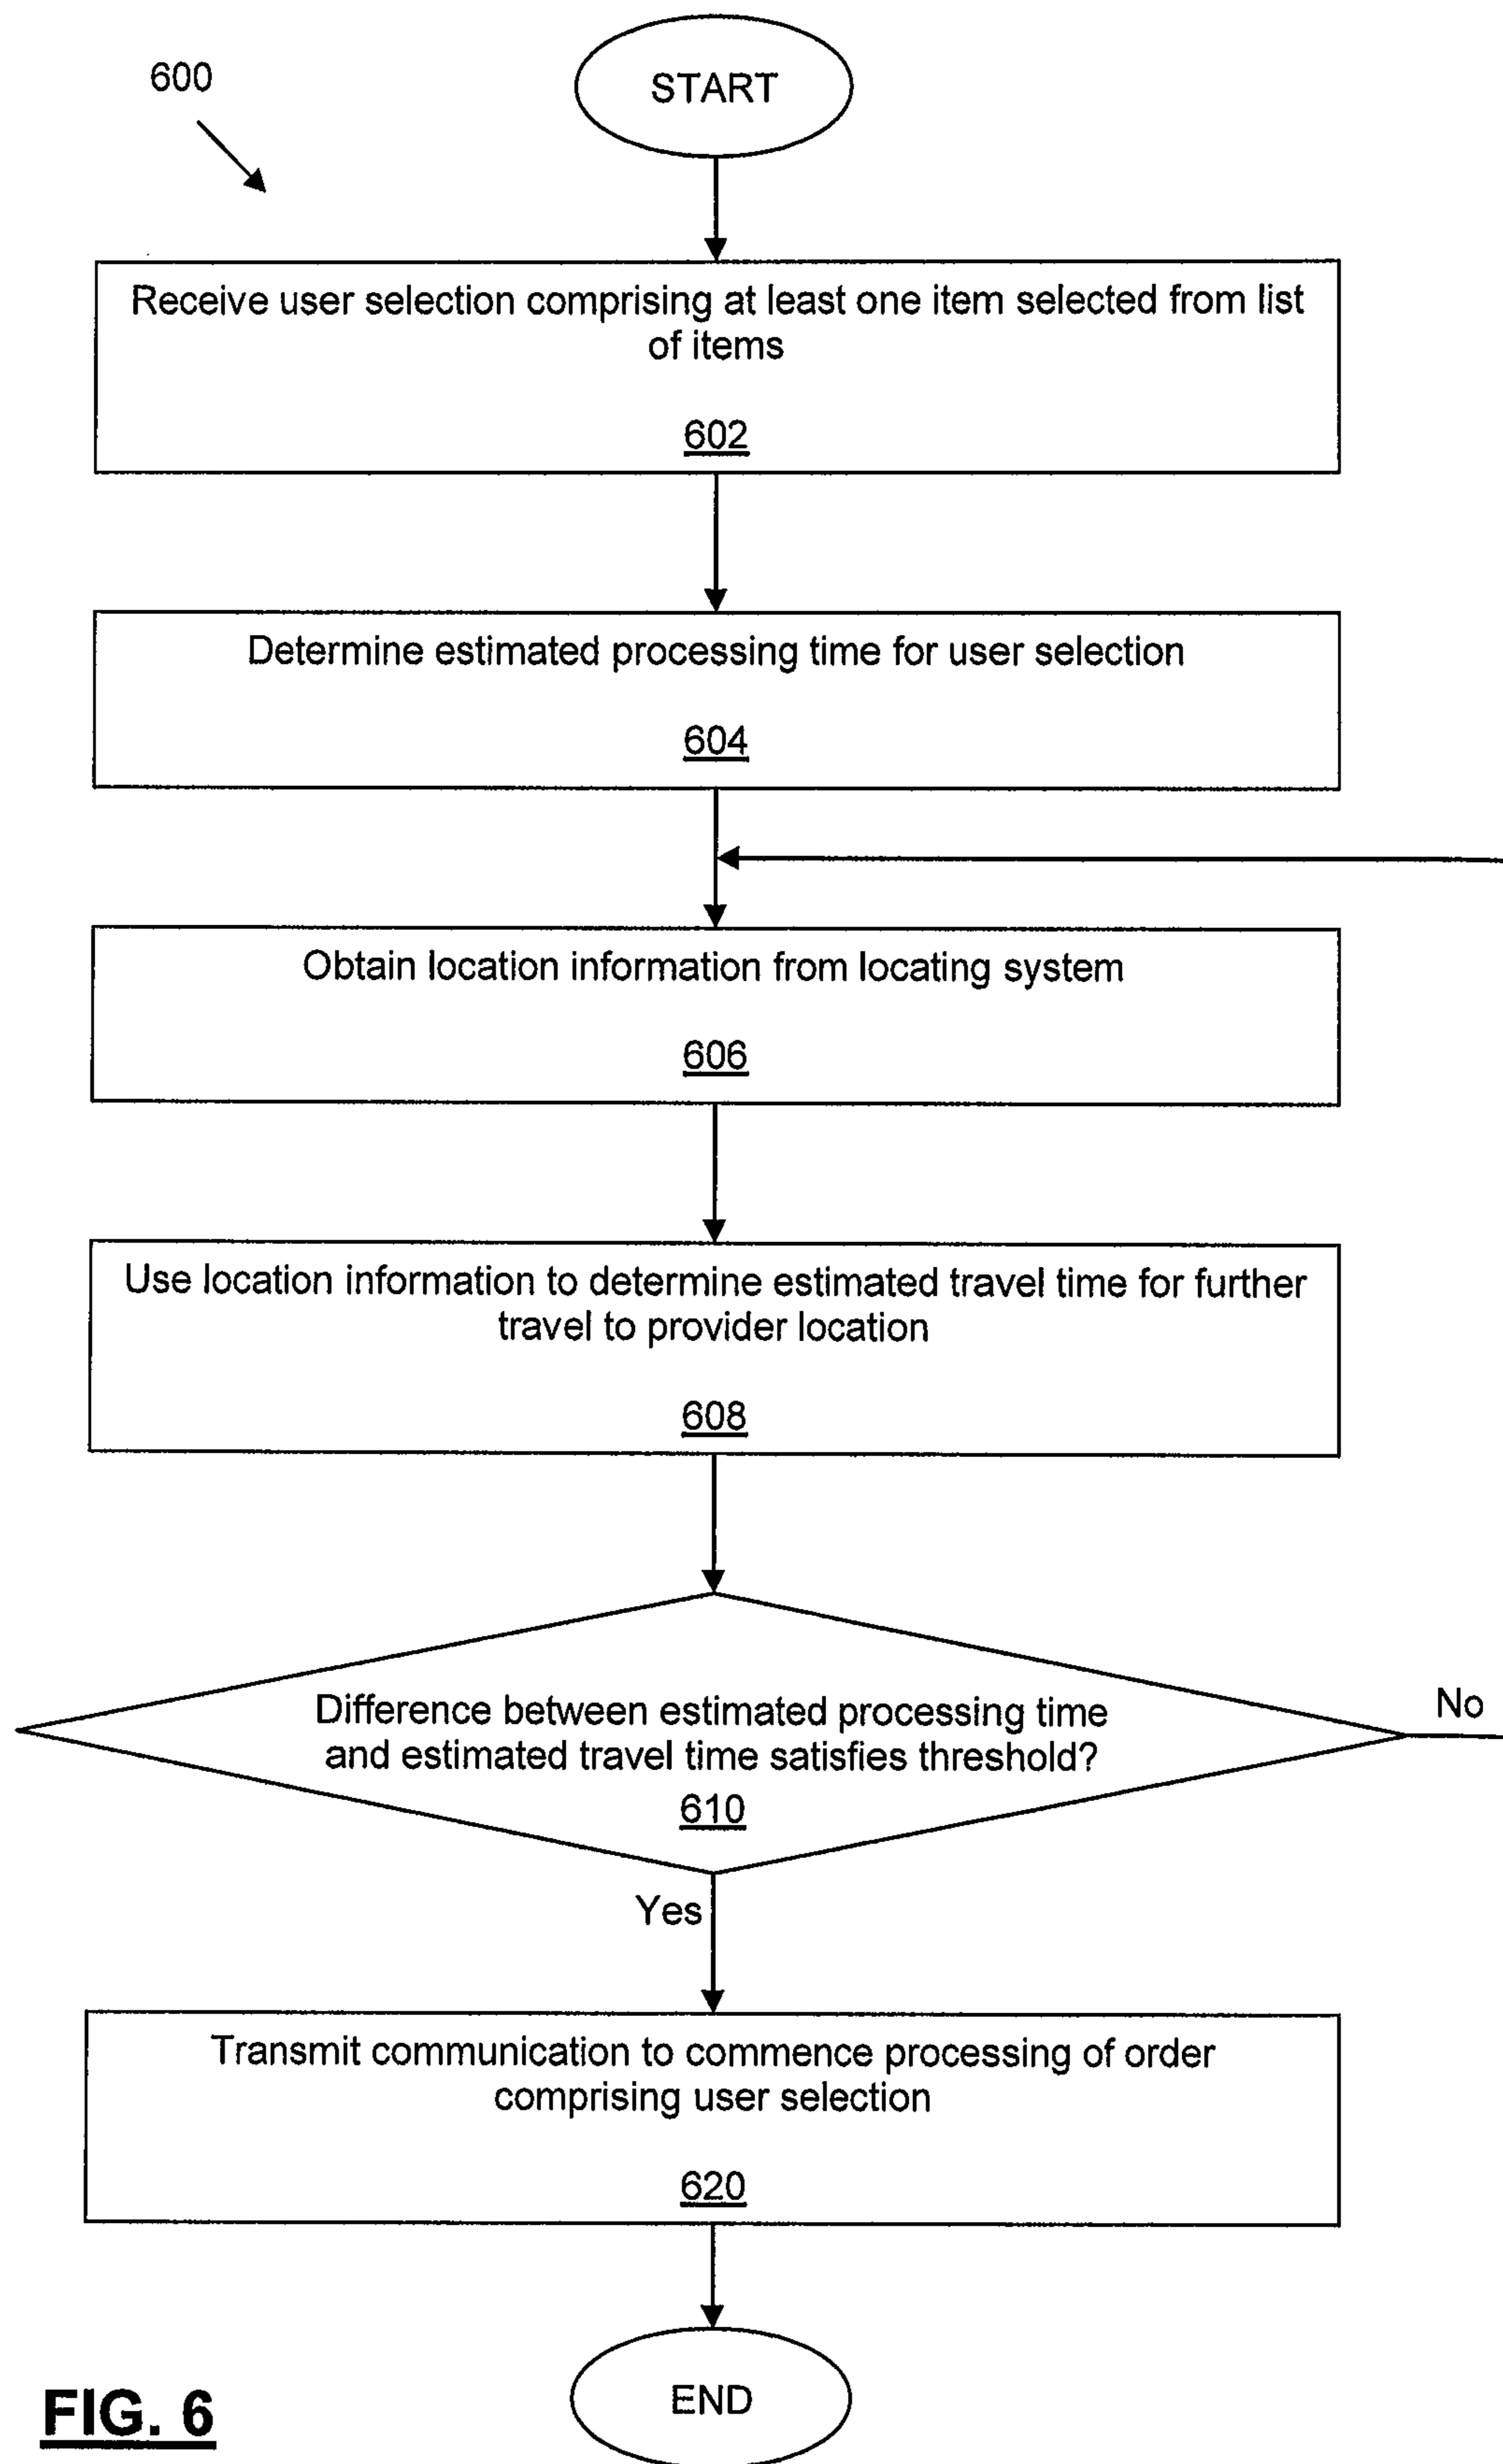 600
START
Receive user selection comprising at least one item selected from list
of items
602
Determine estimated processing time for user selection
604
Obtain location information from locating system
606
Use location information to determine estimated travel time for further
travel to provider location
608
Difference between estimated processing time
and estimated travel time satisfies threshold?
610
No
Yes
Transmit communication to commence processing of order
comprising user selection
620
END
FIG. 6